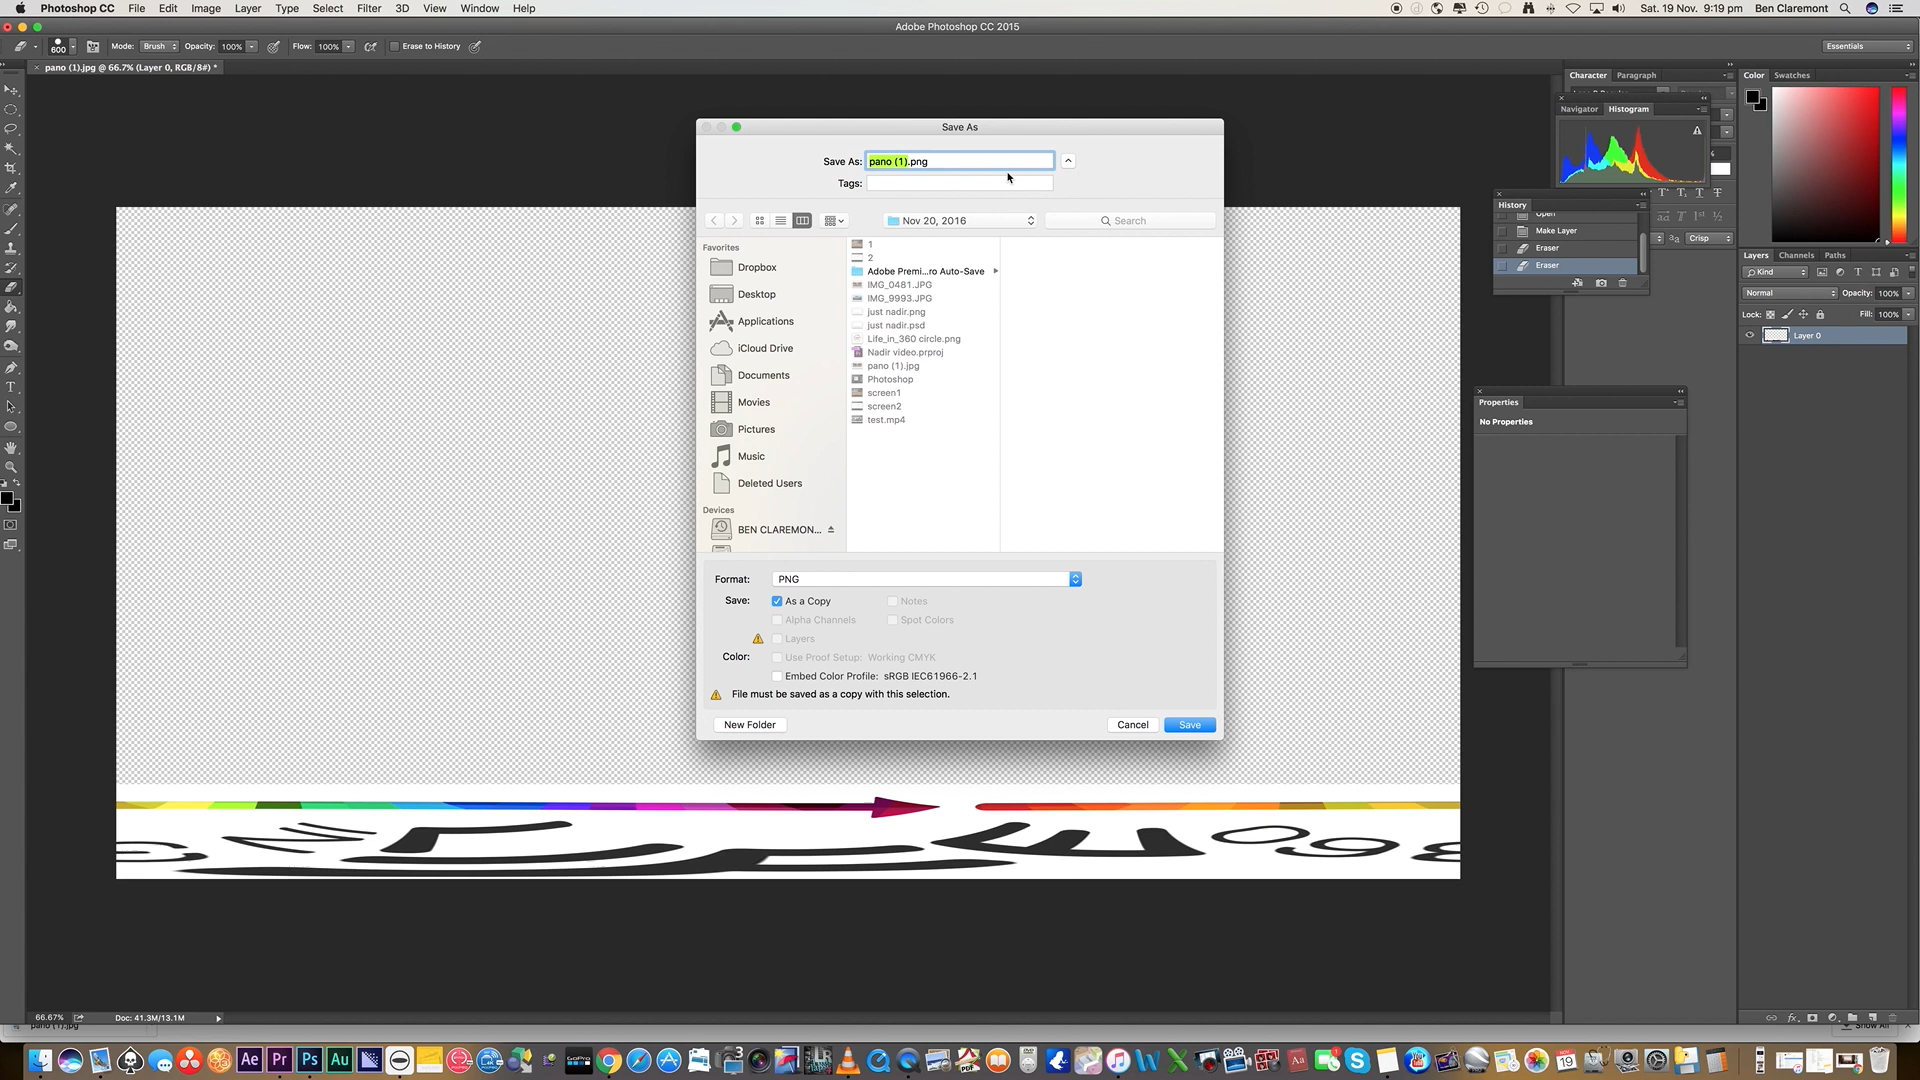 Photoshop CC File Edit Image Layer Type Select Filter 3D View Window Help
Sat. 19 Nov. 9:19 pm Ben Claremont
Adobe Photoshop CC 2015
600 Mode: Brush Opacity: 100% Flow: 100% Erase to History Essentials
pano (1).jpg @ 66.7% (Layer 0, RGB/8#) *
Character Paragraph
Color Swatches
Navigator Histogram
Crisp
History
Open
Make Layer
Eraser
Eraser
Layers Channels Paths
Kind
Normal Opacity: 100%
Lock: Fill: 100%
Layer 0
Properties
No Properties
Save As
Save As: pano (1).png
Tags:
Nov 20, 2016
Search
Favorites
Dropbox
Desktop
Applications
iCloud Drive
Documents
Movies
Pictures
Music
Deleted Users
Devices
BEN CLAREMON...
1
2
Adobe Premi...ro Auto-Save
IMG_0481.JPG
IMG_9993.JPG
just nadir.png
just nadir.psd
Life_in_360 circle.png
Nadir video.prproj
pano (1).jpg
Photoshop
screen1
screen2
test.mp4
Format: PNG
Save: As a Copy Notes
Alpha Channels Spot Colors
Layers
Color: Use Proof Setup: Working CMYK
Embed Color Profile: sRGB IEC61966-2.1
File must be saved as a copy with this selection.
New Folder Cancel Save
66.67% Doc: 41.3M/13.1M
pano (1).jpg
Show All
Ae Pr Ps Au